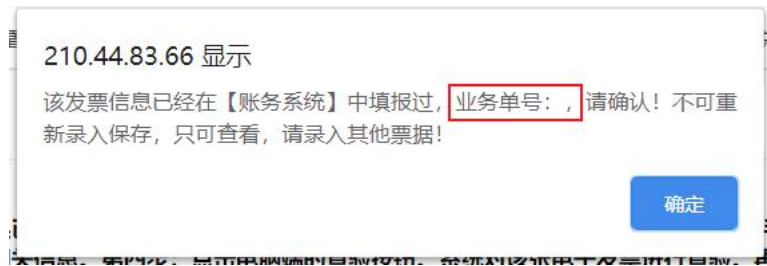 210.44.83.66 显示
该发票信息已经在【账务系统】中填报过，业务单号：，请确认！不可重
新录入保存，只可查看，请录入其他票据！
确定